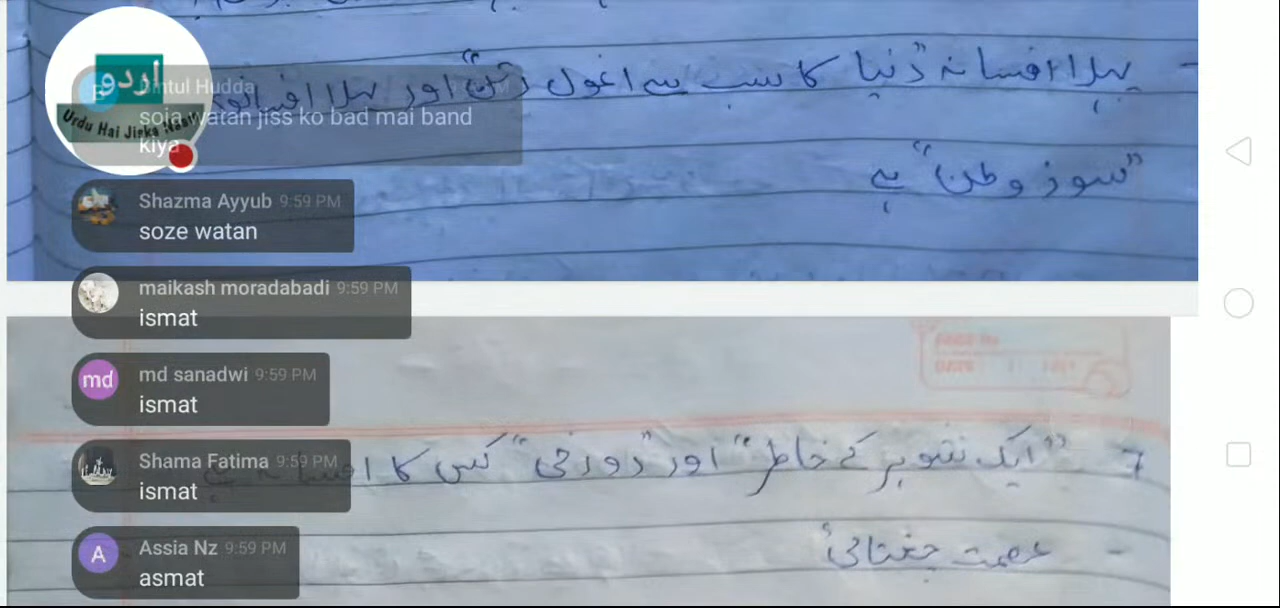 پہلا افسانہ "دنیا کا سب سے انمول رتن" اور پہلا افسانوی
"سوز وطن" ہے
اردو
Urdu Hai Jiska Naam
Bintul Hudda
soja watan jiss ko bad mai band
kiya
Shazma Ayyub 9:59 PM
soze watan
maikash moradabadi 9:59 PM
ismat
md
md sanadwi 9:59 PM
ismat
Shama Fatima 9:59 PM
ismat
A
Assia Nz 9:59 PM
asmat
7 "ایک شوہر کے خاطر" اور "دوزخی" کس کا افسانہ ہے
- عصمت چغتائی